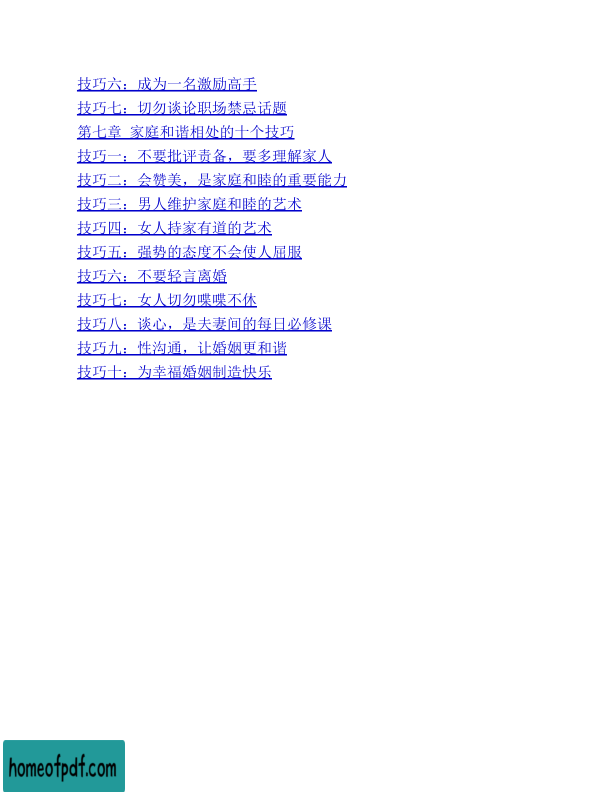 技巧六：成为一名激励高手
技巧七：切勿谈论职场禁忌话题
第七章 家庭和谐相处的十个技巧
技巧一：不要批评责备，要多理解家人
技巧二：会赞美，是家庭和睦的重要能力
技巧三：男人维护家庭和睦的艺术
技巧四：女人持家有道的艺术
技巧五：强势的态度不会使人屈服
技巧六：不要轻言离婚
技巧七：女人切勿喋喋不休
技巧八：谈心，是夫妻间的每日必修课
技巧九：性沟通，让婚姻更和谐
技巧十：为幸福婚姻制造快乐
homeofpdf.com